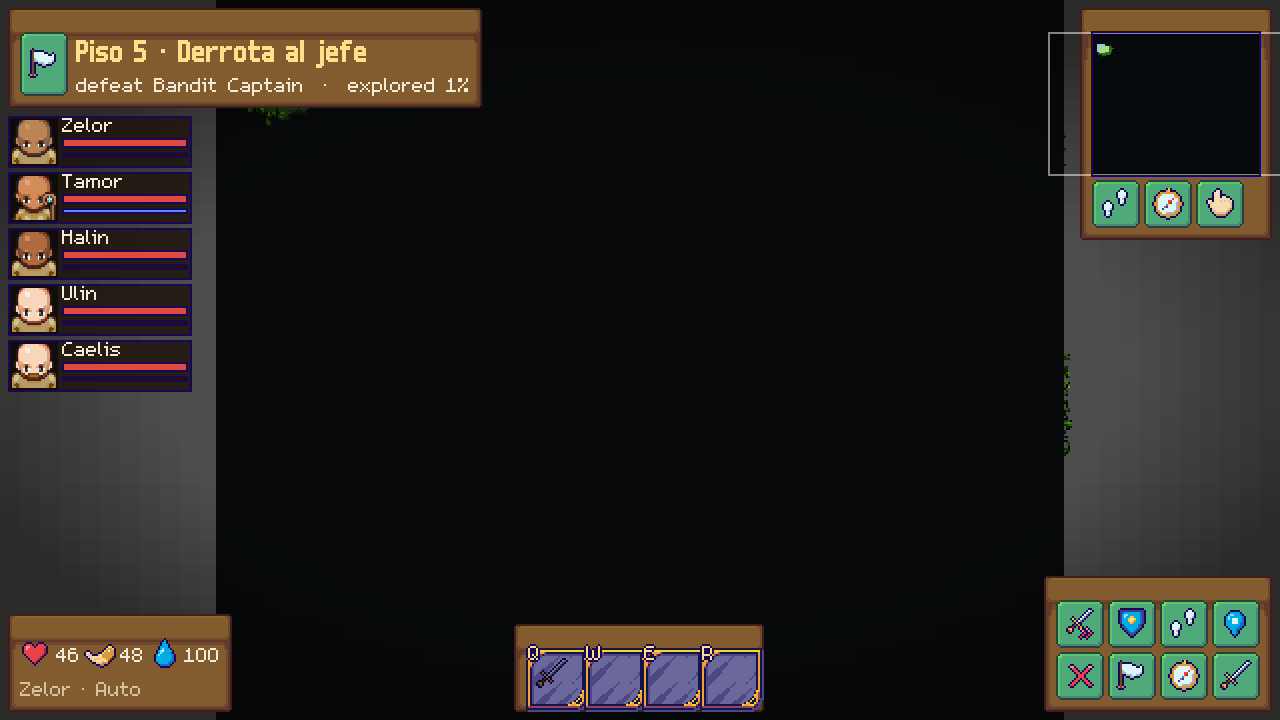 Piso 5 · Derrota al jefe
defeat Bandit Captain · explored 1%
Zelor
Tamor
Halin
Ulin
Caelis
46 48 100
Zelor · Auto
Q W E R